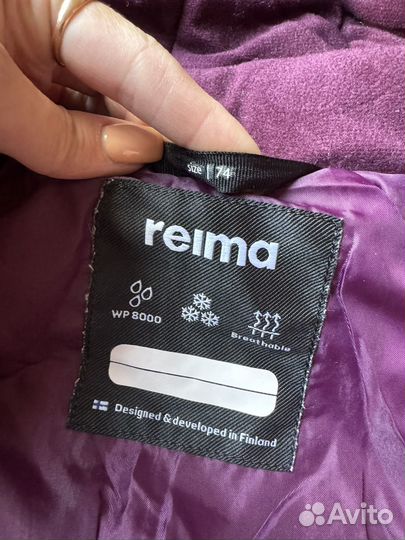 size 74
reima
WP 8000
Breathable
Designed & developed in Finland
Avito